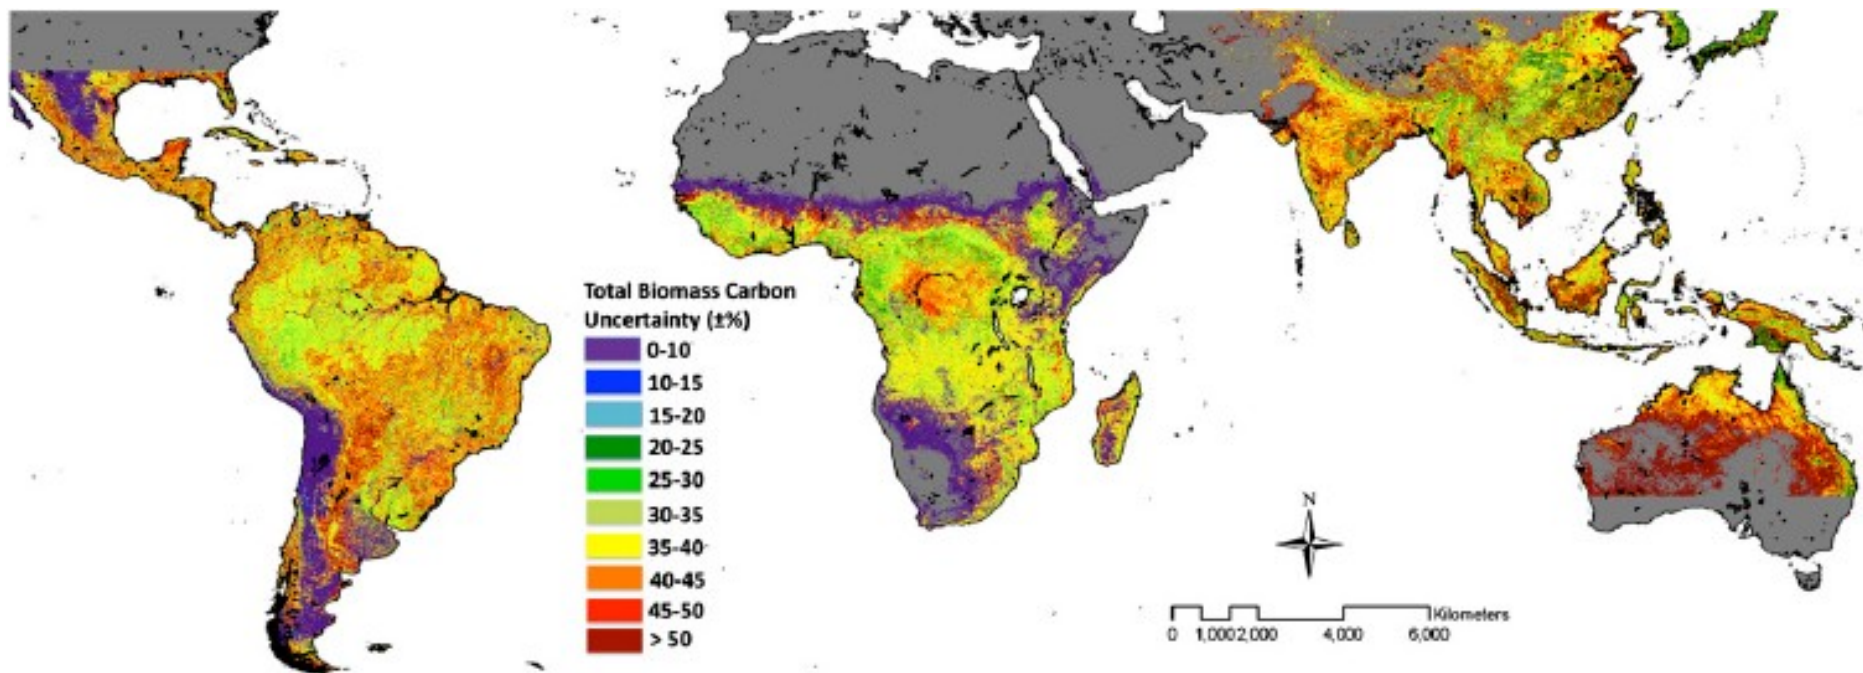 Total Biomass Carbon
Uncertainty (±%)
0-10
10-15
15-20
20-25
25-30
30-35
35-40
40-45
45-50
> 50
N
Kilometers
0 1,000 2,000 4,000 6,000